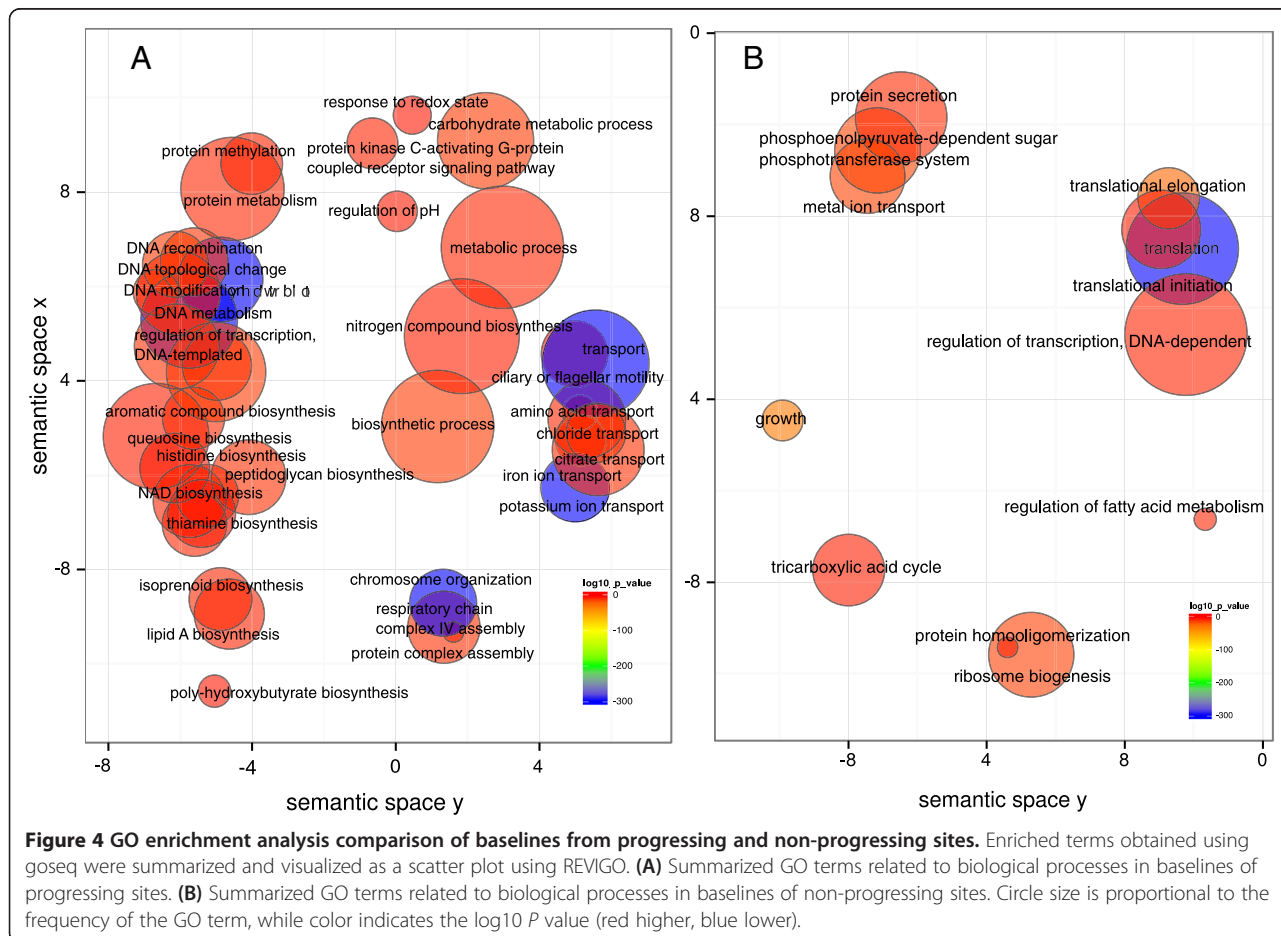 A
response to redox state
carbohydrate metabolic process
protein methylation
protein kinase C-activating G-protein
coupled receptor signaling pathway
protein metabolism
regulation of pH
DNA recombination
metabolic process
DNA topological change
DNA modification
DNA metabolism
nitrogen compound biosynthesis
regulation of transcription,
DNA-templated
transport
ciliary or flagellar motility
aromatic compound biosynthesis
amino acid transport
biosynthetic process
chloride transport
queuosine biosynthesis
histidine biosynthesis
citrate transport
peptidoglycan biosynthesis
iron ion transport
NAD biosynthesis
potassium ion transport
thiamine biosynthesis
isoprenoid biosynthesis
chromosome organization
respiratory chain
complex IV assembly
lipid A biosynthesis
protein complex assembly
poly-hydroxybutyrate biosynthesis
log10_p_value
0
-100
-200
-300
8
4
-8
semantic space x
-8
-4
0
4
semantic space y
B
protein secretion
phosphoenolpyruvate-dependent sugar
phosphotransferase system
metal ion transport
translational elongation
translation
translational initiation
regulation of transcription, DNA-dependent
growth
regulation of fatty acid metabolism
tricarboxylic acid cycle
protein homooligomerization
ribosome biogenesis
log10_p_value
0
-100
-200
-300
0
8
4
-8
-8
4
8
0
semantic space y
Figure 4 GO enrichment analysis comparison of baselines from progressing and non-progressing sites. Enriched terms obtained using
goseq were summarized and visualized as a scatter plot using REVIGO. (A) Summarized GO terms related to biological processes in baselines of
progressing sites. (B) Summarized GO terms related to biological processes in baselines of non-progressing sites. Circle size is proportional to the
frequency of the GO term, while color indicates the log10 P value (red higher, blue lower).